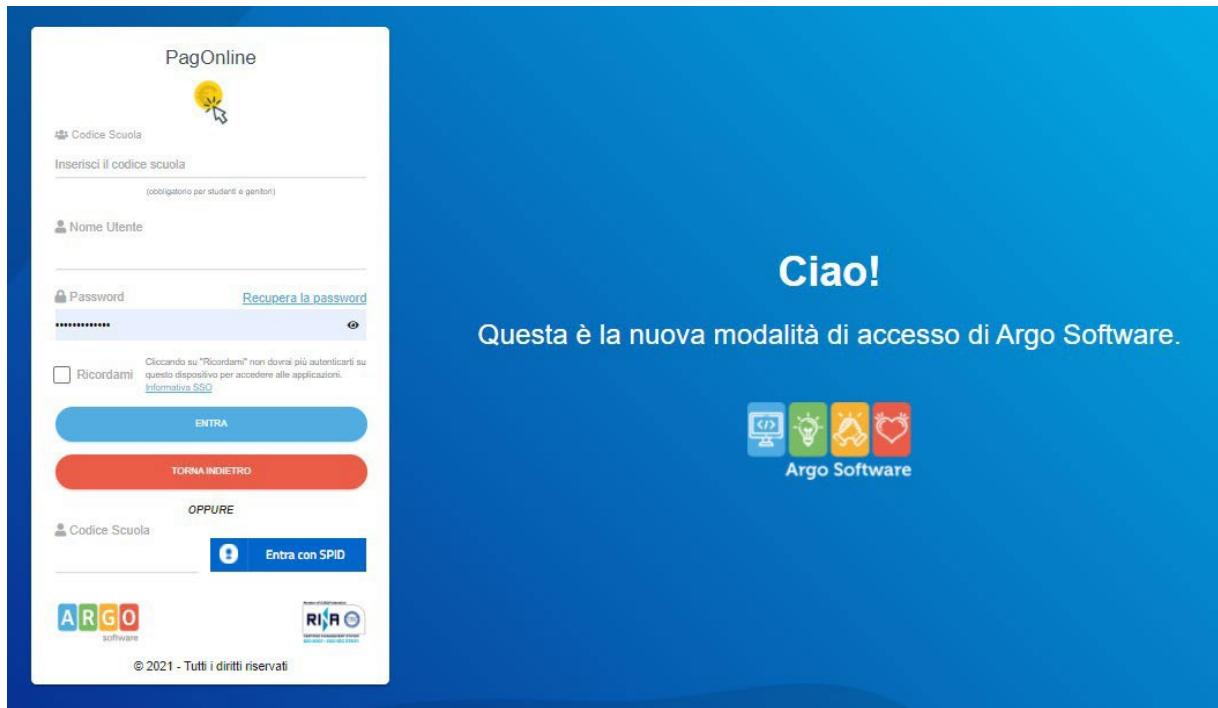 PagOnline
Codice Scuola
Inserisci il codice scuola
(obbligatorio per studenti e genitori)
Nome Utente
Password Recupera la password
Ricordami
Cliccando su "Ricordami" non dovrai più autenticarti su
questo dispositivo per accedere alle applicazioni.
Informativa SSO
ENTRA
TORNA INDIETRO
OPPURE
Codice Scuola
Entra con SPID
ARGO
software
RINA
© 2021 - Tutti i diritti riservati
Ciao!
Questa è la nuova modalità di accesso di Argo Software.
Argo Software